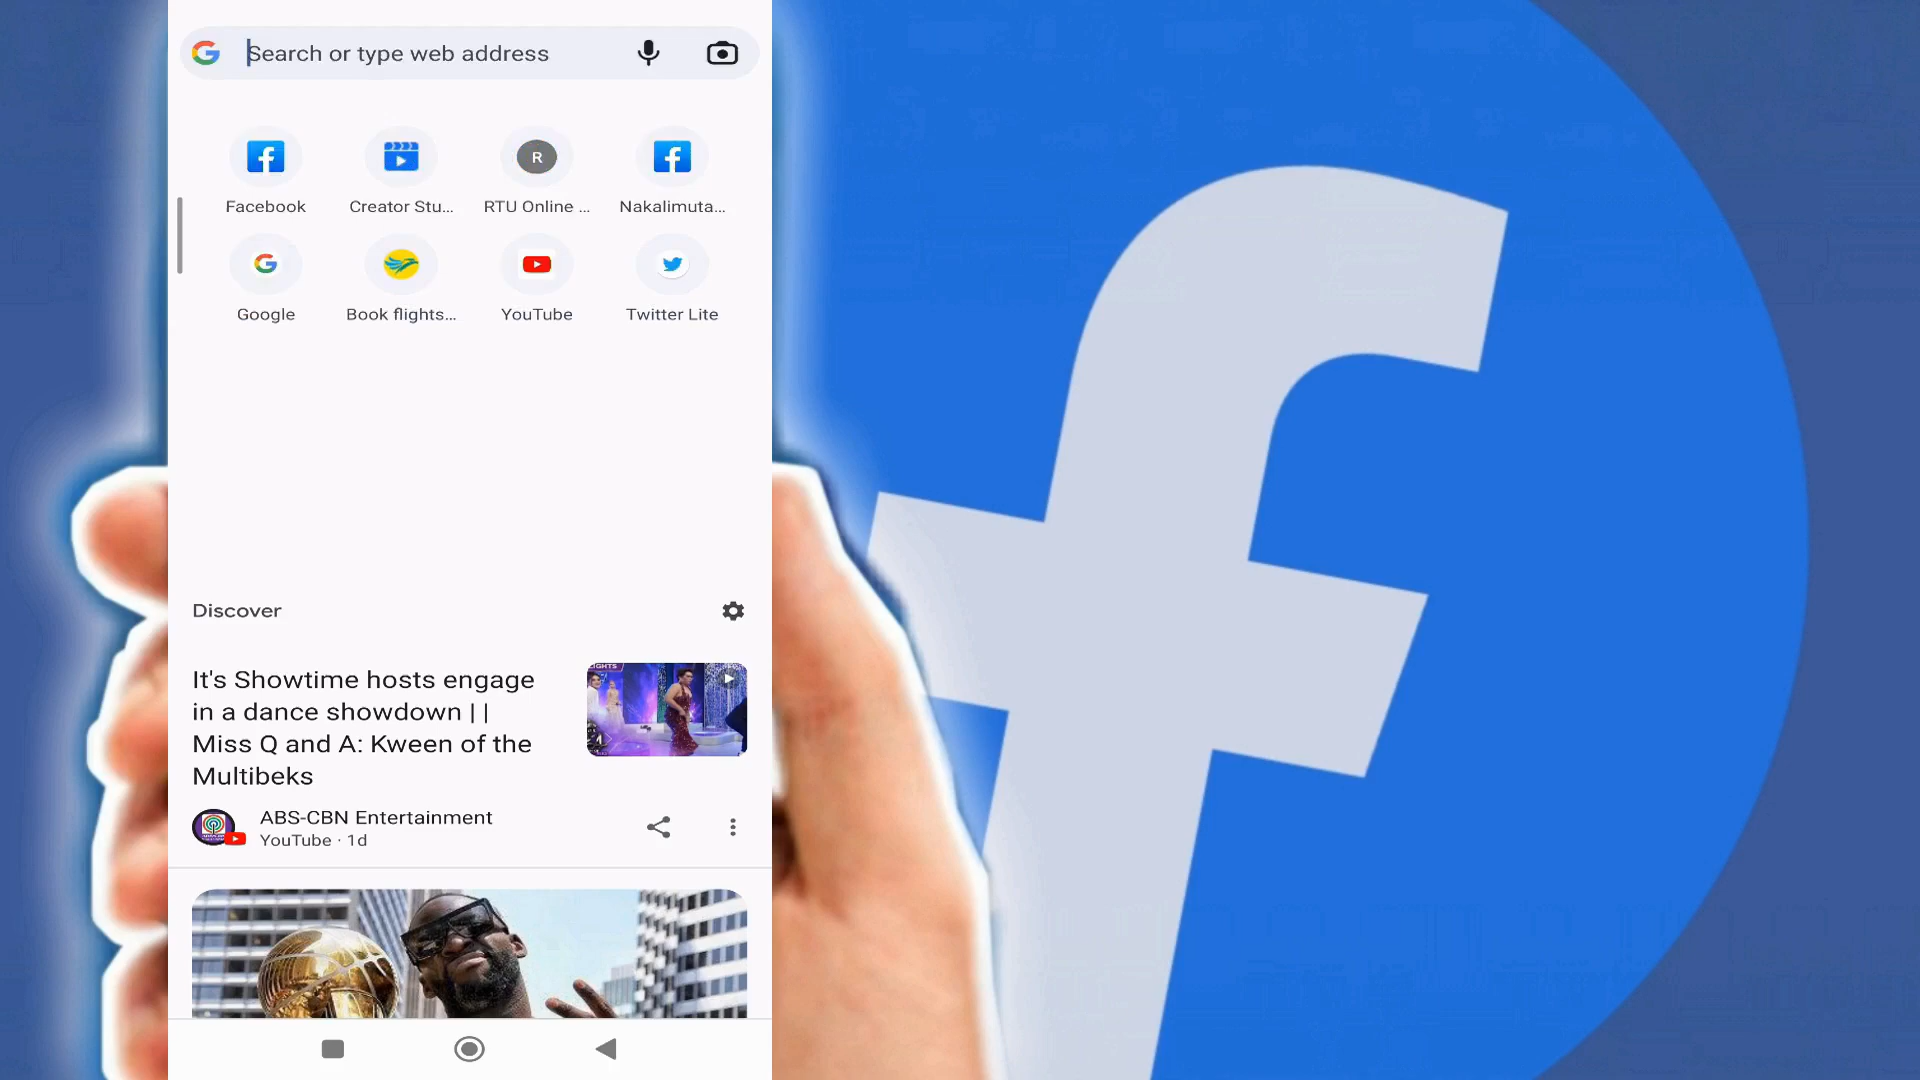 Search or type web address
R
Facebook
Creator Stu...
RTU Online ...
Nakalimuta...
Google
Book flights...
YouTube
Twitter Lite
Discover
It's Showtime hosts engage
in a dance showdown ||
Miss Q and A: Kween of the
Multibeks
ABS-CBN Entertainment
YouTube · 1d